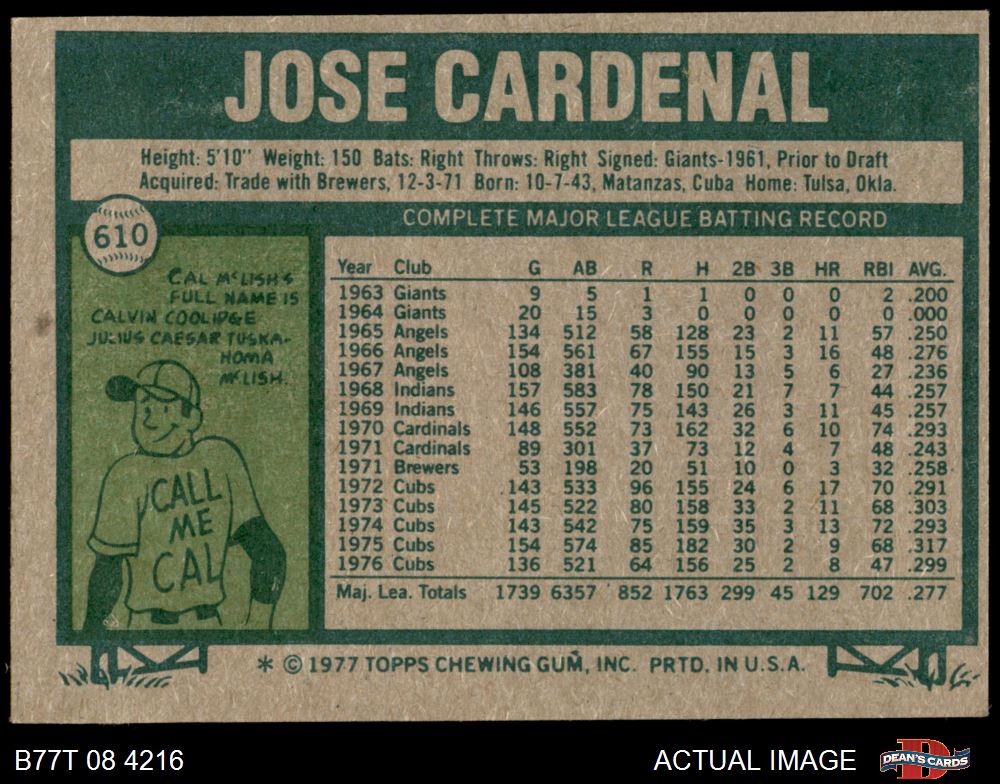 JOSE CARDENAL
Height: 5'10" Weight: 150 Bats: Right Throws: Right Signed: Giants-1961, Prior to Draft
Acquired: Trade with Brewers, 12-3-71 Born: 10-7-43, Matanzas, Cuba Home: Tulsa, Okla.
610
CAL McLISH'S
FULL NAME IS
CALVIN COOLIDGE
JULIUS CAESAR TUSKA-
HOMA
McLISH.
CALL
ME
CAL
COMPLETE MAJOR LEAGUE BATTING RECORD
Year Club G AB R H 2B 3B HR RBI AVG.
1963 Giants 9 5 1 1 0 0 0 2 .200
1964 Giants 20 15 3 0 0 0 0 0 .000
1965 Angels 134 512 58 128 23 2 11 57 .250
1966 Angels 154 561 67 155 15 3 16 48 .276
1967 Angels 108 381 40 90 13 5 6 27 .236
1968 Indians 157 583 78 150 21 7 7 44 .257
1969 Indians 146 557 75 143 26 3 11 45 .257
1970 Cardinals 148 552 73 162 32 6 10 74 .293
1971 Cardinals 89 301 37 73 12 4 7 48 .243
1971 Brewers 53 198 20 51 10 0 3 32 .258
1972 Cubs 143 533 96 155 24 6 17 70 .291
1973 Cubs 145 522 80 158 33 2 11 68 .303
1974 Cubs 143 542 75 159 35 3 13 72 .293
1975 Cubs 154 574 85 182 30 2 9 68 .317
1976 Cubs 136 521 64 156 25 2 8 47 .299
Maj. Lea. Totals 1739 6357 852 1763 299 45 129 702 .277
* © 1977 TOPPS CHEWING GUM, INC. PRTD. IN U.S.A.
B77T 08 4216
ACTUAL IMAGE
D
DEAN'S CARDS